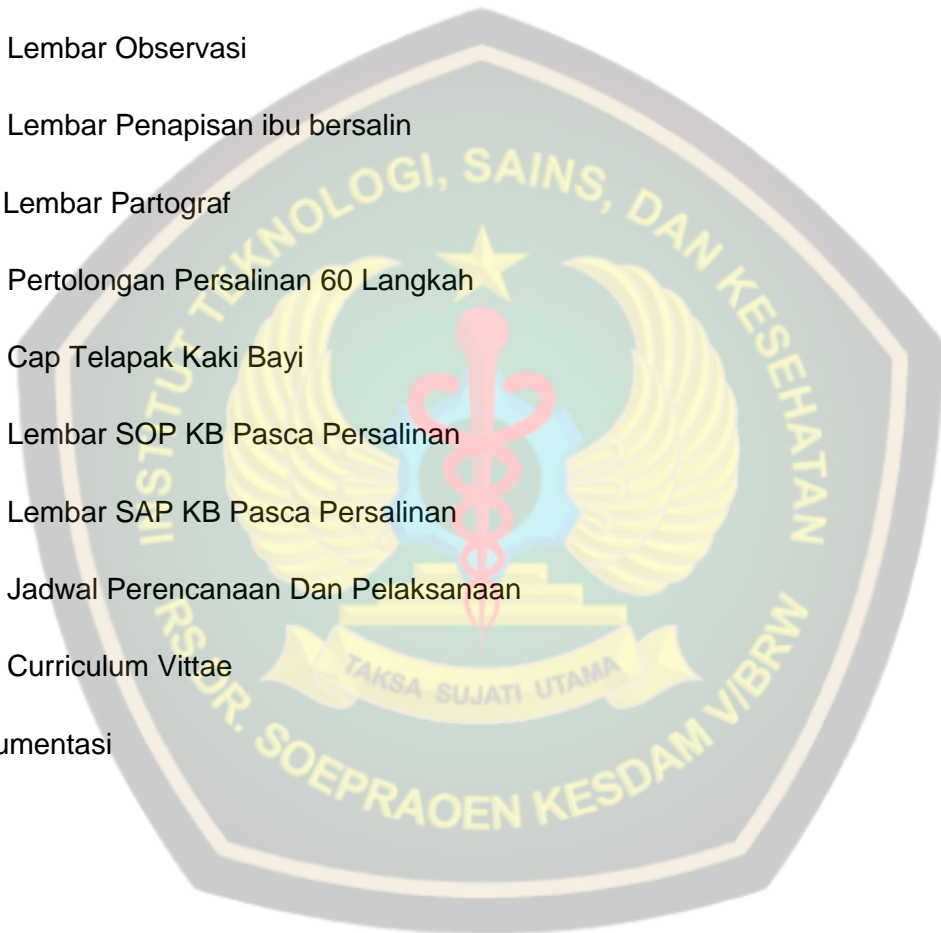 Lembar Observasi
Lembar Penapisan ibu bersalin
Lembar Partograf
Pertolongan Persalinan 60 Langkah
Cap Telapak Kaki Bayi
Lembar SOP KB Pasca Persalinan
Lembar SAP KB Pasca Persalinan
Jadwal Perencanaan Dan Pelaksanaan
Curriculum Vittae
umentasi
INSTITUT TEKNOLOGI, SAINS, DAN KESEHATAN
TAKSA SUJATI UTAMA
RS DR. SOEPRAOEN KESDAM V/BRW